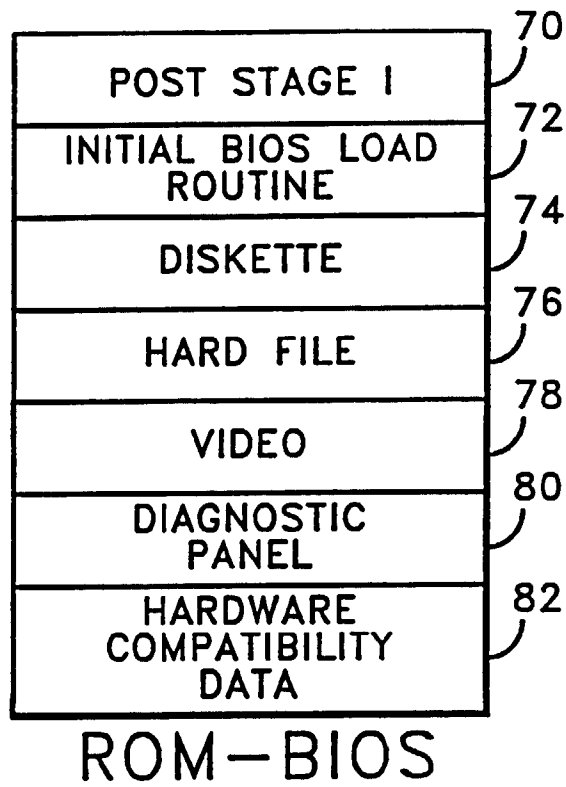 70
POST STAGE I
72
INITIAL BIOS LOAD
ROUTINE
74
DISKETTE
76
HARD FILE
78
VIDEO
80
DIAGNOSTIC
PANEL
82
HARDWARE
COMPATIBILITY
DATA
ROM-BIOS